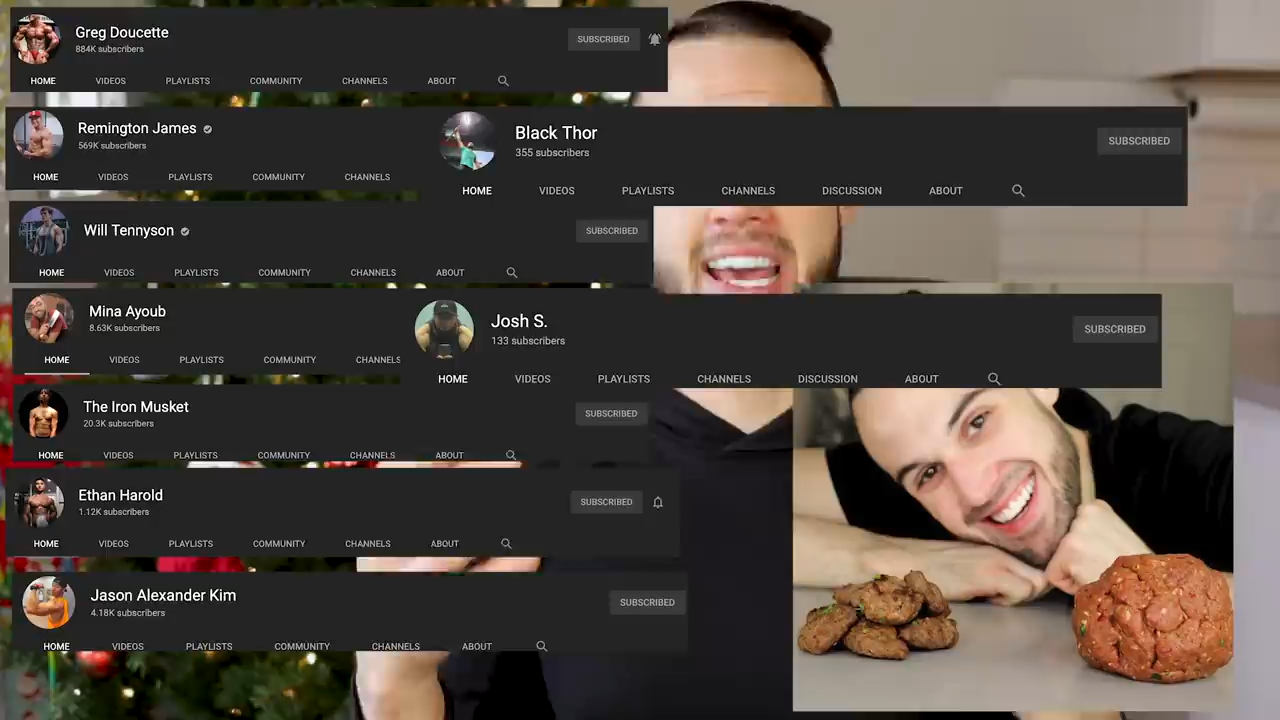 Greg Doucette
884K subscribers
SUBSCRIBED
HOME VIDEOS PLAYLISTS COMMUNITY CHANNELS ABOUT
Remington James
569K subscribers
HOME VIDEOS PLAYLISTS COMMUNITY CHANNELS
Black Thor
355 subscribers
SUBSCRIBED
HOME VIDEOS PLAYLISTS CHANNELS DISCUSSION ABOUT
Will Tennyson
SUBSCRIBED
HOME VIDEOS PLAYLISTS COMMUNITY CHANNELS ABOUT
Mina Ayoub
8.63K subscribers
HOME VIDEOS PLAYLISTS COMMUNITY CHANNELS
Josh S.
133 subscribers
SUBSCRIBED
HOME VIDEOS PLAYLISTS CHANNELS DISCUSSION ABOUT
The Iron Musket
20.3K subscribers
SUBSCRIBED
HOME VIDEOS PLAYLISTS COMMUNITY CHANNELS ABOUT
Ethan Harold
1.12K subscribers
SUBSCRIBED
HOME VIDEOS PLAYLISTS COMMUNITY CHANNELS ABOUT
Jason Alexander Kim
4.18K subscribers
SUBSCRIBED
HOME VIDEOS PLAYLISTS COMMUNITY CHANNELS ABOUT